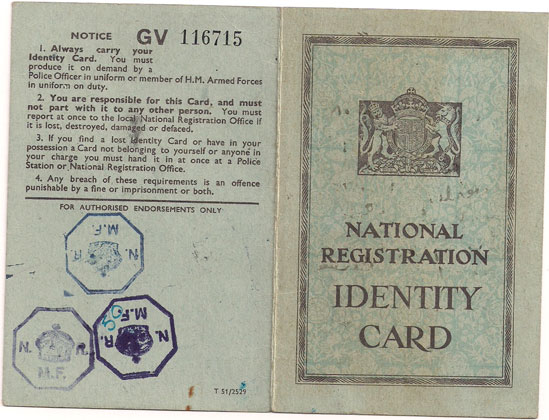 NOTICE GV 116715
1. Always carry your
Identity Card. You must
produce it on demand by a
Police Officer in uniform or member of H.M. Armed Forces
in uniform on duty.
2. You are responsible for this Card, and must
not part with it to any other person. You must
report at once to the local National Registration Office if
it is lost, destroyed, damaged or defaced.
3. If you find a lost Identity Card or have in your
possession a Card not belonging to yourself or anyone in
your charge you must hand it in at once at a Police
Station or National Registration Office.
4. Any breach of these requirements is an offence
punishable by a fine or imprisonment or both.
FOR AUTHORISED ENDORSEMENTS ONLY
N.
M.F.
N. R.
M.F.
N.
M.F.
T 51/2529
NATIONAL
REGISTRATION
IDENTITY
CARD